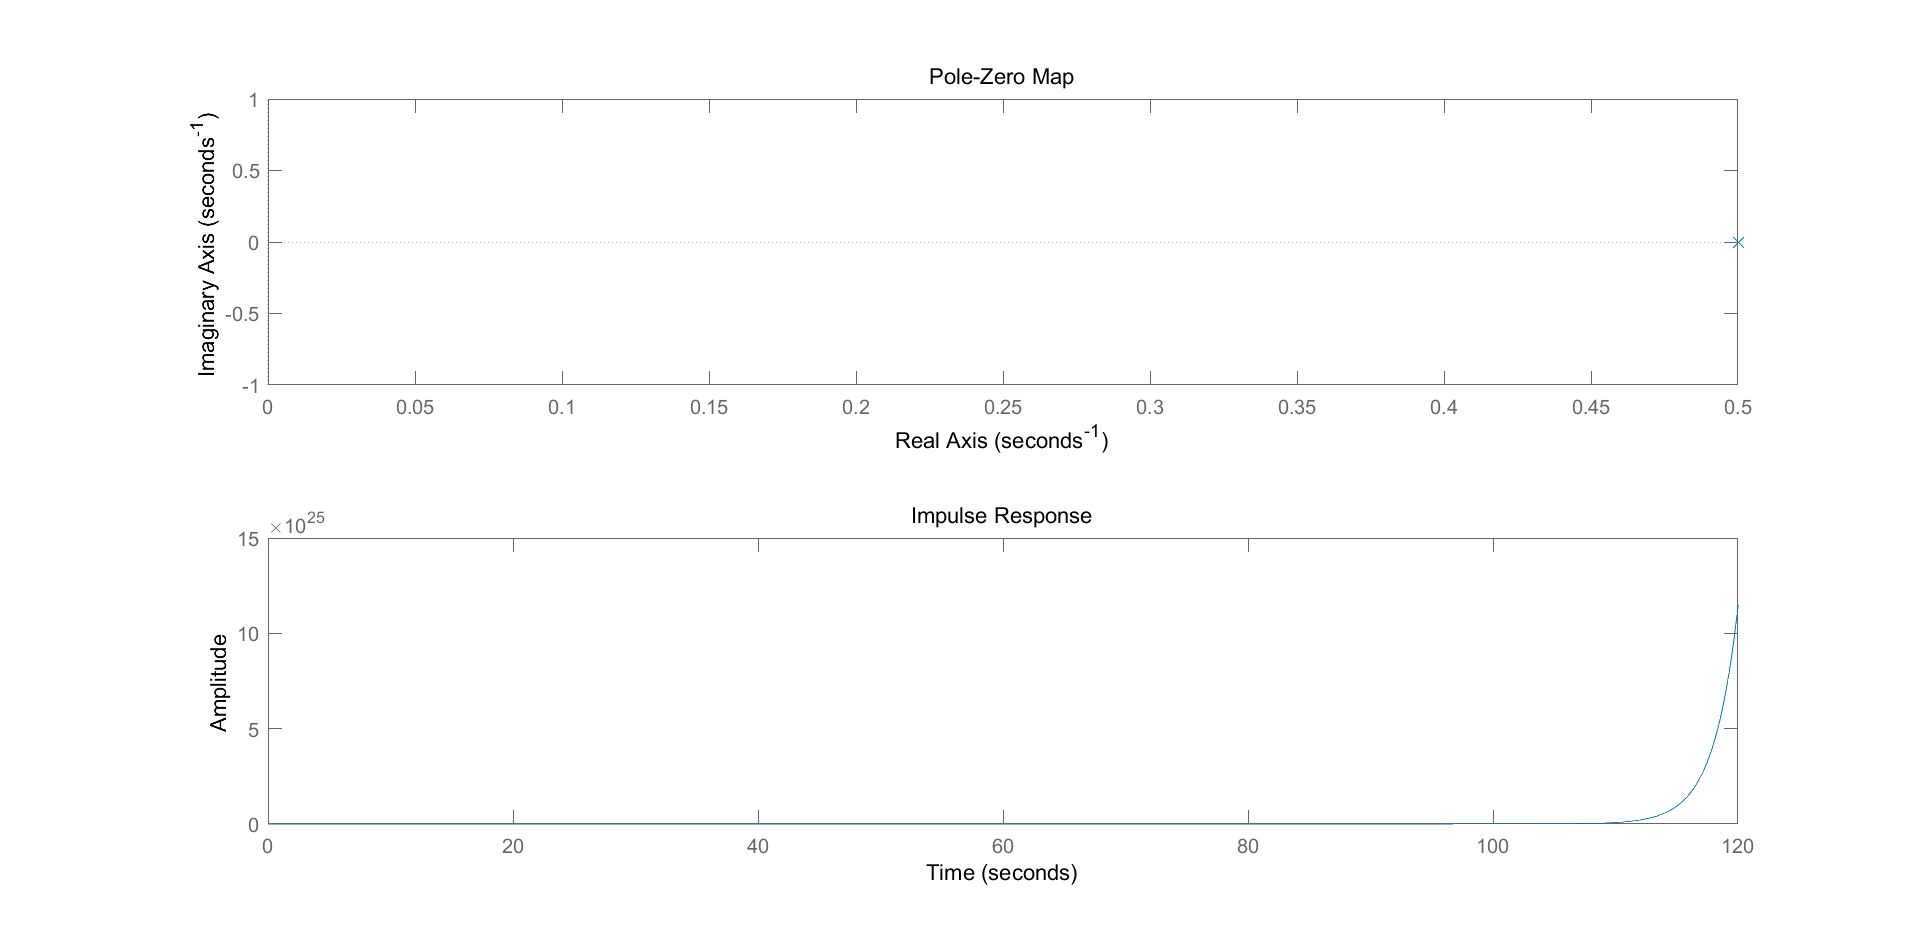 Pole-Zero Map
1
0.5
0
-0.5
-1
Imaginary Axis (seconds-1)
0 0.05 0.1 0.15 0.2 0.25 0.3 0.35 0.4 0.45 0.5
Real Axis (seconds-1)
Impulse Response
×1025
15
10
5
0
Amplitude
0 20 40 60 80 100 120
Time (seconds)